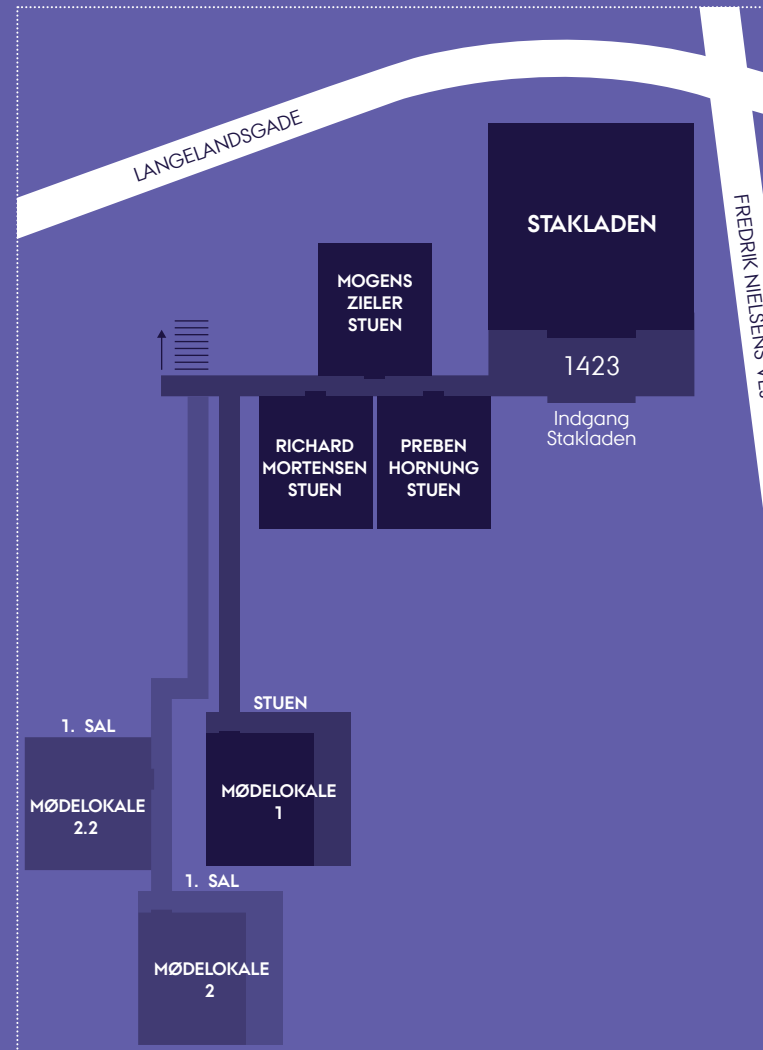 LANGELANDSGADE
STAKLADEN
FREDRIK NIELSENS VEJ
MOGENS
ZIELER
STUEN
1423
Indgang
Stakladen
RICHARD
MORTENSEN
STUEN
PREBEN
HORNUNG
STUEN
STUEN
1. SAL
MØDELOKALE
1
MØDELOKALE
2.2
1. SAL
MØDELOKALE
2